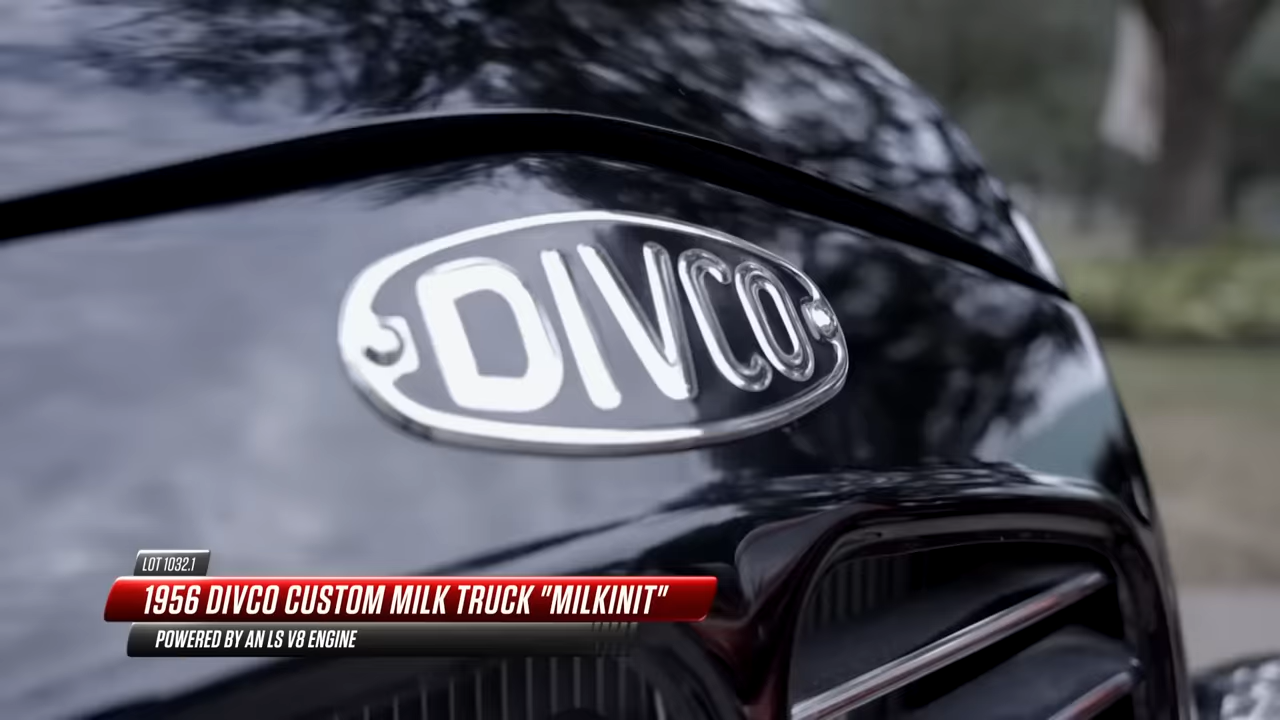 DIVCO
LOT 1032.1
1956 DIVCO CUSTOM MILK TRUCK "MILKINIT"
POWERED BY AN LS V8 ENGINE